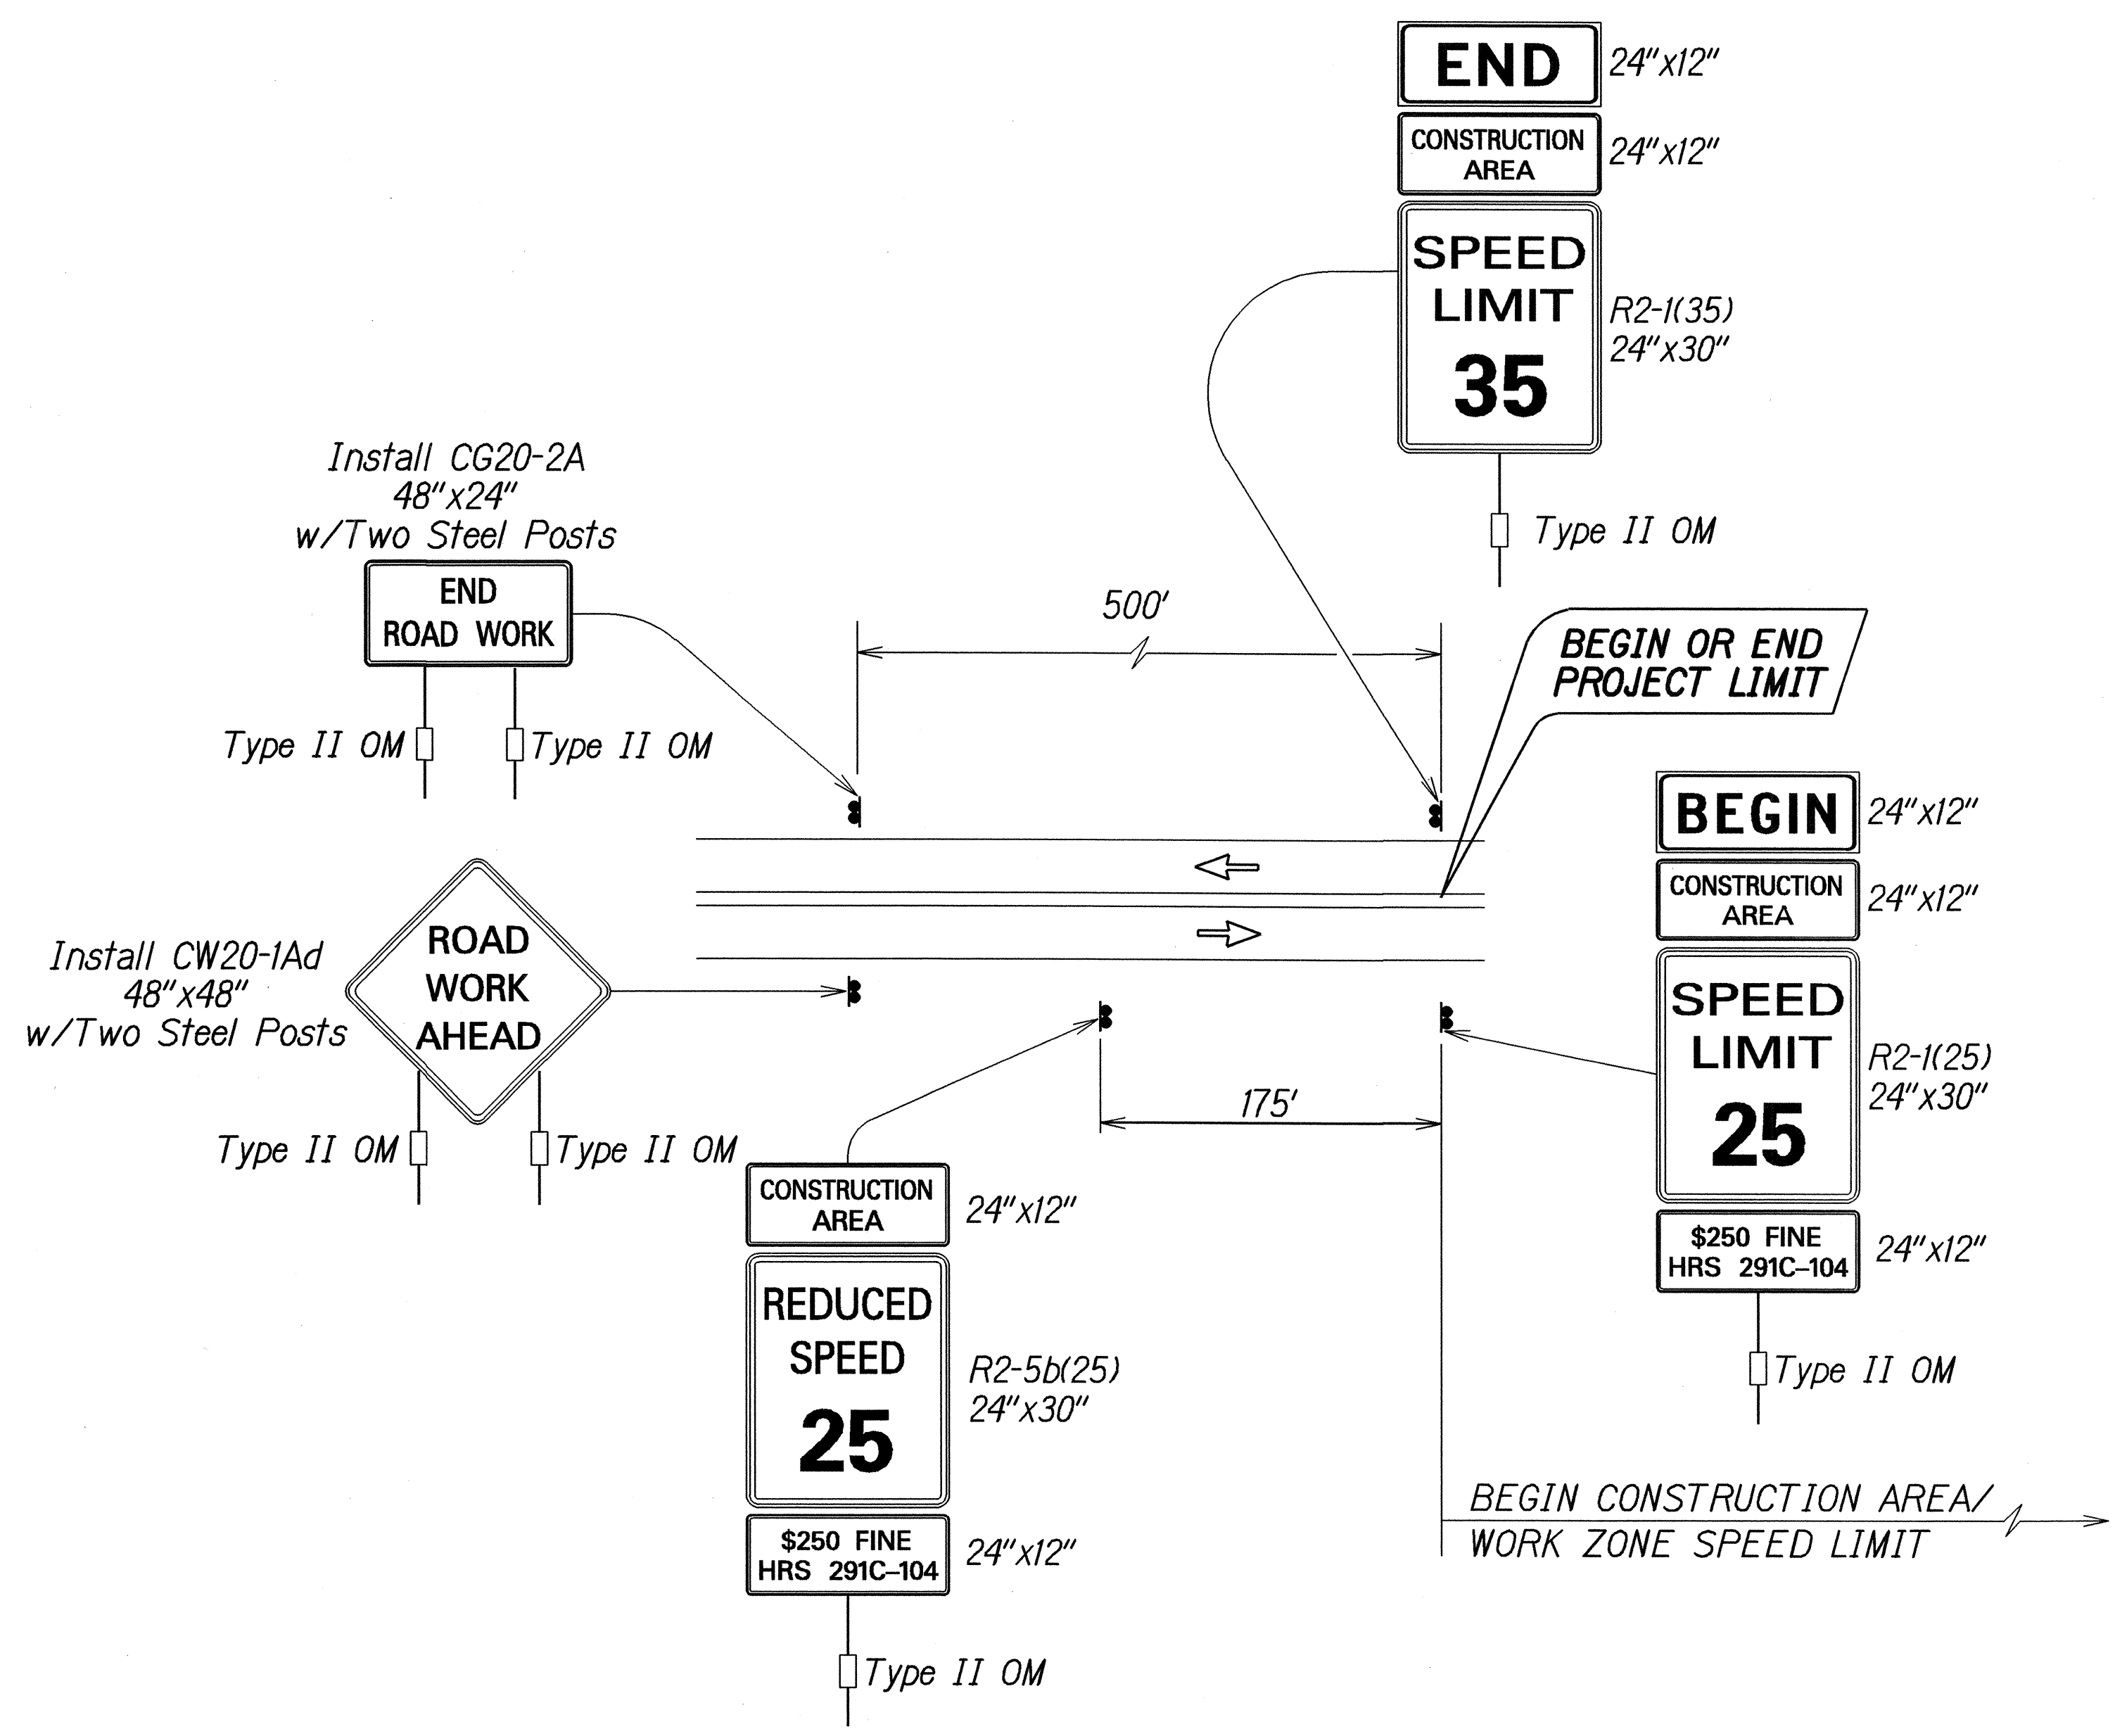 END
24"x12"
CONSTRUCTION
AREA
24"x12"
SPEED
LIMIT
35
R2-1(35)
24"x30"
Type II OM
Install CG20-2A
48"x24"
w/Two Steel Posts
END
ROAD WORK
Type II OM
Type II OM
500'
BEGIN OR END
PROJECT LIMIT
BEGIN
24"x12"
CONSTRUCTION
AREA
24"x12"
SPEED
LIMIT
25
R2-1(25)
24"x30"
$250 FINE
HRS 291C–104
24"x12"
Type II OM
Install CW20-1Ad
48"x48"
w/Two Steel Posts
ROAD
WORK
AHEAD
Type II OM
Type II OM
175'
CONSTRUCTION
AREA
24"x12"
REDUCED
SPEED
25
R2-5b(25)
24"x30"
$250 FINE
HRS 291C–104
24"x12"
Type II OM
BEGIN CONSTRUCTION AREA/
WORK ZONE SPEED LIMIT